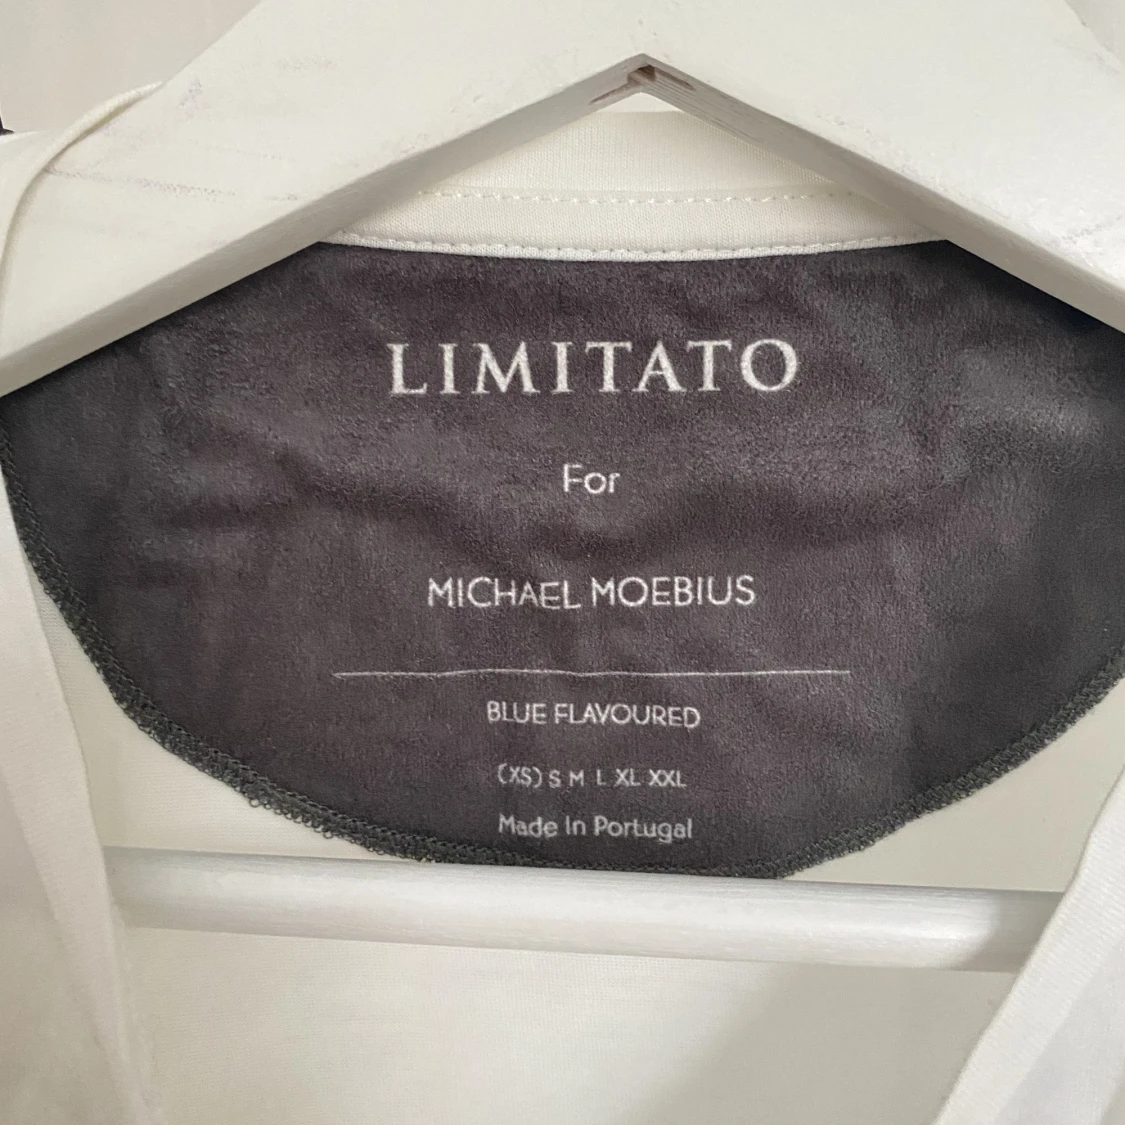 LIMITATO
For
MICHAEL MOEBIUS
BLUE FLAVOURED
(XS) S M L XL XXL
Made In Portugal